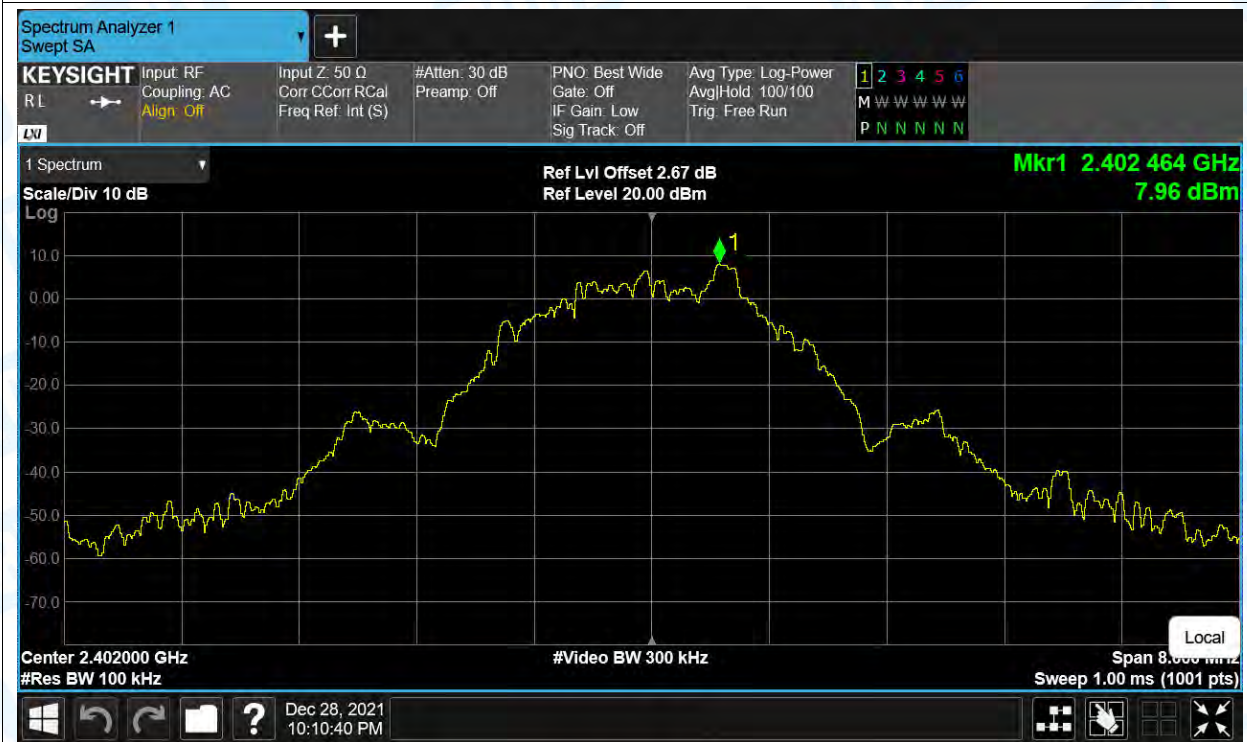 Spectrum Analyzer 1
Swept SA
KEYSIGHT
R L
LXI
Input: RF
Coupling: AC
Align: Off
Input Z: 50 Ω
Corr CCorr RCal
Freq Ref: Int (S)
#Atten: 30 dB
Preamp: Off
PNO: Best Wide
Gate: Off
IF Gain: Low
Sig Track: Off
Avg Type: Log-Power
Avg|Hold: 100/100
Trig: Free Run
1 2 3 4 5 6
M W W W W W
P N N N N N
1 Spectrum
Scale/Div 10 dB
Log
Ref Lvl Offset 2.67 dB
Ref Level 20.00 dBm
Mkr1 2.402 464 GHz
7.96 dBm
1
10.0
0.00
-10.0
-20.0
-30.0
-40.0
-50.0
-60.0
-70.0
Local
Center 2.402000 GHz
#Res BW 100 kHz
#Video BW 300 kHz
Span 8.000 MHz
Sweep 1.00 ms (1001 pts)
?
Dec 28, 2021
10:10:40 PM